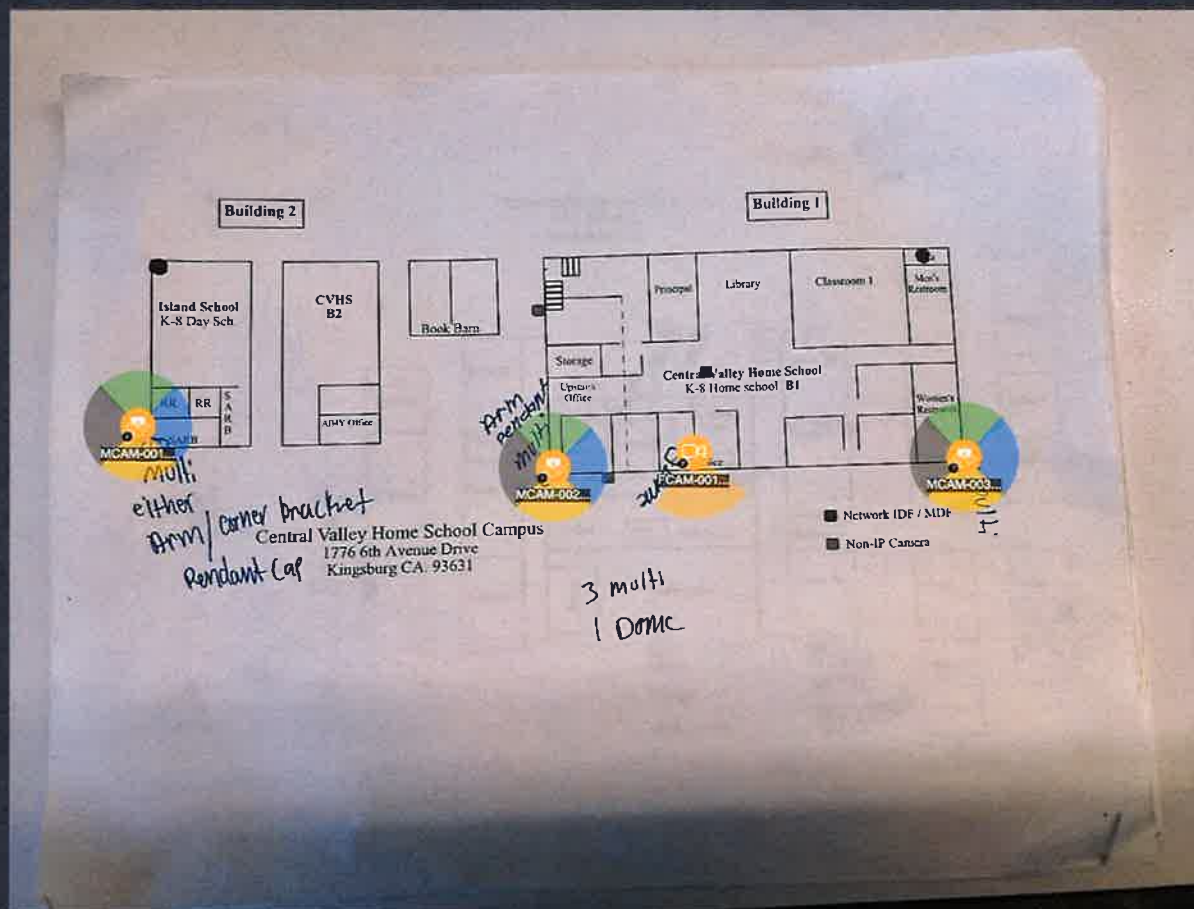 Building 2
Building 1
Island School
K-8 Day Sch
CVHS
B2
Book Barn
Principal
Library
Classroom 1
Men's
Restroom
Storage
Office
Central Valley Home School
K-8 Home school B1
Women's
RR
RR
SARB
Office
MCAM-001...
MCAM-002...
FCAM-001...
MCAM-003...
Arm
pendant
multi
Multi
either
Arm/corner bracket
Pendant Cap
Central Valley Home School Campus
1776 6th Avenue Drive
Kingsburg CA. 93631
Network IDF / MDF
Non-IP Camera
3 multi
1 Dome